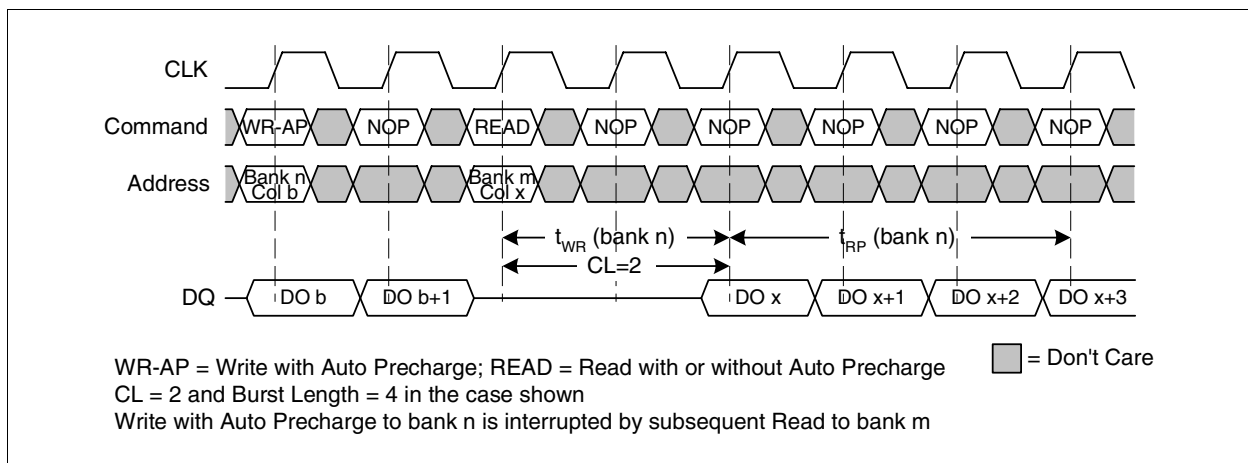 CLK
Command WR-AP NOP READ NOP NOP NOP NOP NOP
Address Bank n Col b Bank m Col x
tWR (bank n) tRP (bank n)
CL=2
DQ DO b DO b+1 DO x DO x+1 DO x+2 DO x+3
WR-AP = Write with Auto Precharge; READ = Read with or without Auto Precharge
= Don't Care
CL = 2 and Burst Length = 4 in the case shown
Write with Auto Precharge to bank n is interrupted by subsequent Read to bank m